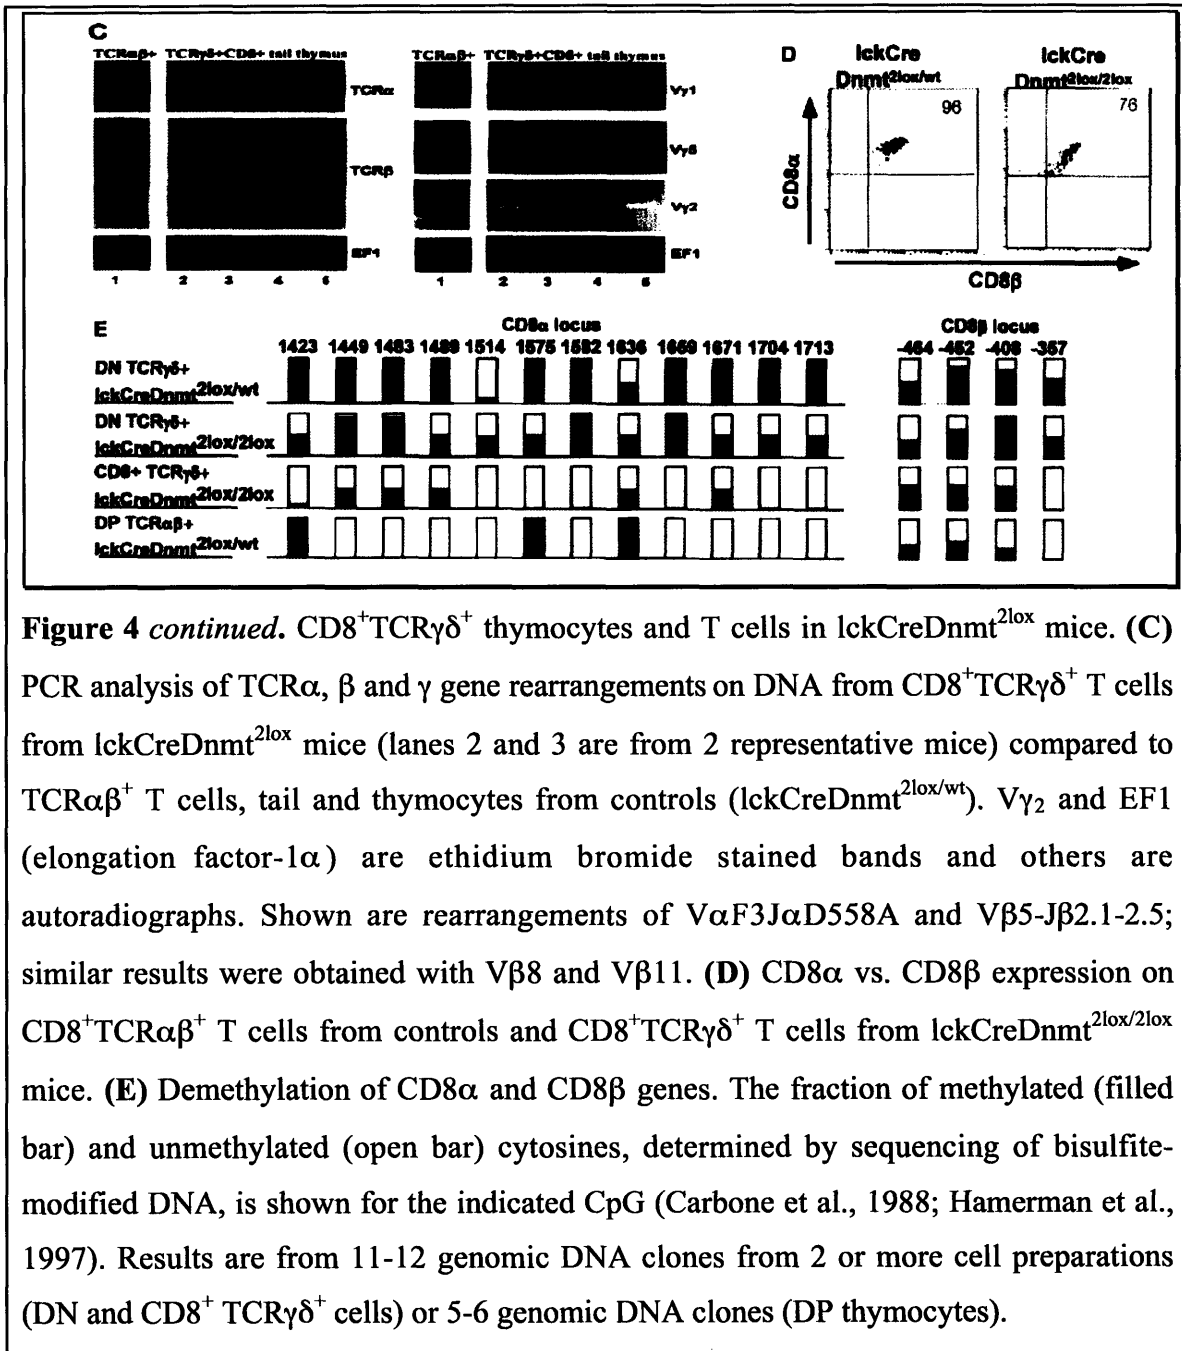 C
TCRαβ+ TCRγδ+CD8+ tail thymus
TCRα
TCRβ
EF1
1 2 3 4 5
TCRαβ+ TCRγδ+CD8+ tail thymus
Vγ1
Vγ5
Vγ2
EF1
1 2 3 4 5
D
lckCre
Dnmt2lox/wt
96
lckCre
Dnmt2lox/2lox
76
CD8α
CD8β
E
CD8α locus
CD8β locus
1423 1449 1483 1489 1514 1575 1582 1636 1659 1671 1704 1713
-464 -452 -408 -357
DN TCRγδ+
lckCreDnmt2lox/wt
DN TCRγδ+
lckCreDnmt2lox/2lox
CD8+ TCRγδ+
lckCreDnmt2lox/2lox
DP TCRαβ+
lckCreDnmt2lox/wt
Figure 4 continued. CD8+TCRγδ+ thymocytes and T cells in lckCreDnmt2lox mice. (C)
PCR analysis of TCRα, β and γ gene rearrangements on DNA from CD8+TCRγδ+ T cells
from lckCreDnmt2lox mice (lanes 2 and 3 are from 2 representative mice) compared to
TCRαβ+ T cells, tail and thymocytes from controls (lckCreDnmt2lox/wt). Vγ2 and EF1
(elongation factor-1α) are ethidium bromide stained bands and others are
autoradiographs. Shown are rearrangements of VαF3JαD558A and Vβ5-Jβ2.1-2.5;
similar results were obtained with Vβ8 and Vβ11. (D) CD8α vs. CD8β expression on
CD8+TCRαβ+ T cells from controls and CD8+TCRγδ+ T cells from lckCreDnmt2lox/2lox
mice. (E) Demethylation of CD8α and CD8β genes. The fraction of methylated (filled
bar) and unmethylated (open bar) cytosines, determined by sequencing of bisulfite-
modified DNA, is shown for the indicated CpG (Carbone et al., 1988; Hamerman et al.,
1997). Results are from 11-12 genomic DNA clones from 2 or more cell preparations
(DN and CD8+ TCRγδ+ cells) or 5-6 genomic DNA clones (DP thymocytes).